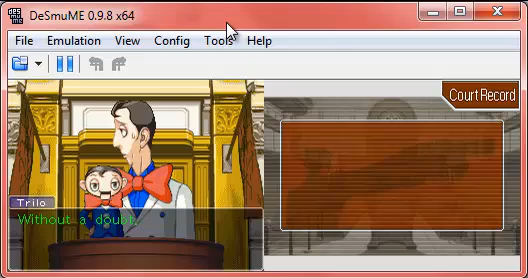 DeSmuME 0.9.8 x64
File Emulation View Config Tools Help
Court Record
Trilo
Without a doubt.